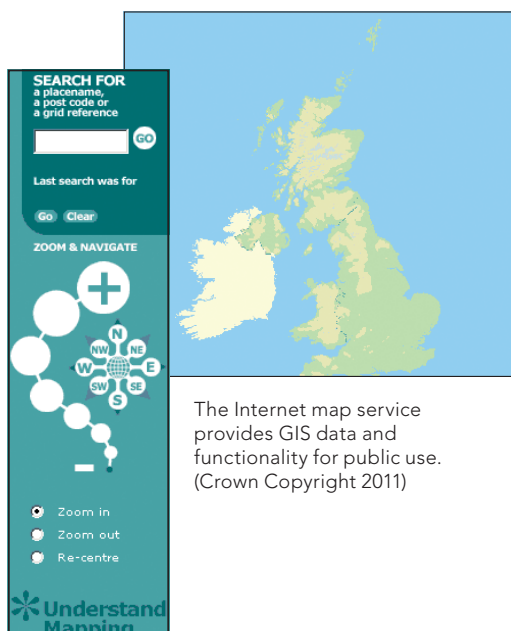 SEARCH FOR
a placename,
a post code or
a grid reference
GO
Last search was for
Go Clear
ZOOM & NAVIGATE
+
N
NW NE
W E
SW SE
S
–
Zoom in
Zoom out
Re-centre
Understand
Mapping
The Internet map service
provides GIS data and
functionality for public use.
(Crown Copyright 2011)